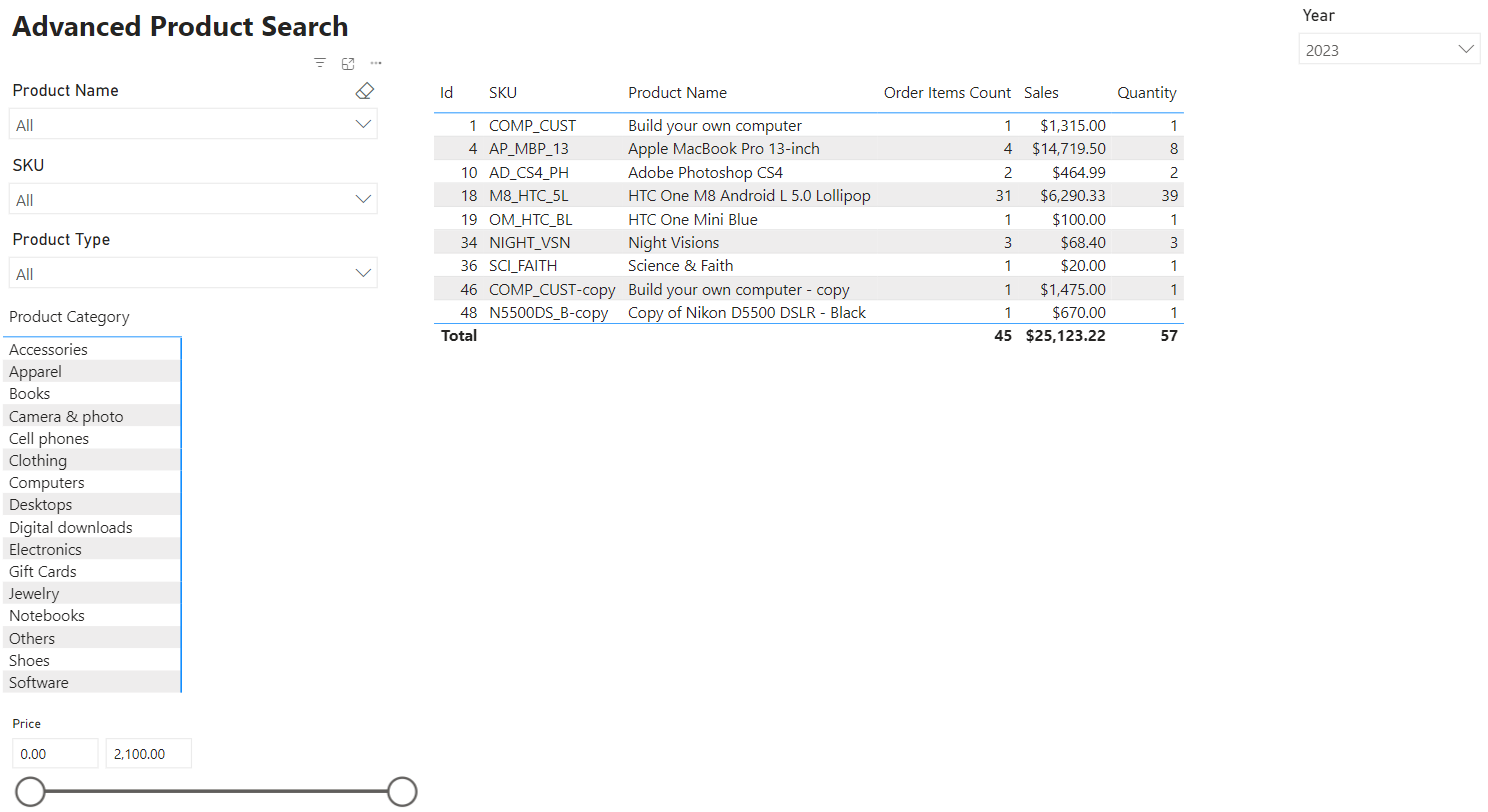 Advanced Product Search
Year
2023
Product Name
All
SKU
All
Product Type
All
Product Category
Accessories
Apparel
Books
Camera & photo
Cell phones
Clothing
Computers
Desktops
Digital downloads
Electronics
Gift Cards
Jewelry
Notebooks
Others
Shoes
Software
Price
0.00 2,100.00
Id SKU Product Name Order Items Count Sales Quantity
1 COMP_CUST Build your own computer 1 $1,315.00 1
4 AP_MBP_13 Apple MacBook Pro 13-inch 4 $14,719.50 8
10 AD_CS4_PH Adobe Photoshop CS4 2 $464.99 2
18 M8_HTC_5L HTC One M8 Android L 5.0 Lollipop 31 $6,290.33 39
19 OM_HTC_BL HTC One Mini Blue 1 $100.00 1
34 NIGHT_VSN Night Visions 3 $68.40 3
36 SCI_FAITH Science & Faith 1 $20.00 1
46 COMP_CUST-copy Build your own computer - copy 1 $1,475.00 1
48 N5500DS_B-copy Copy of Nikon D5500 DSLR - Black 1 $670.00 1
Total 45 $25,123.22 57